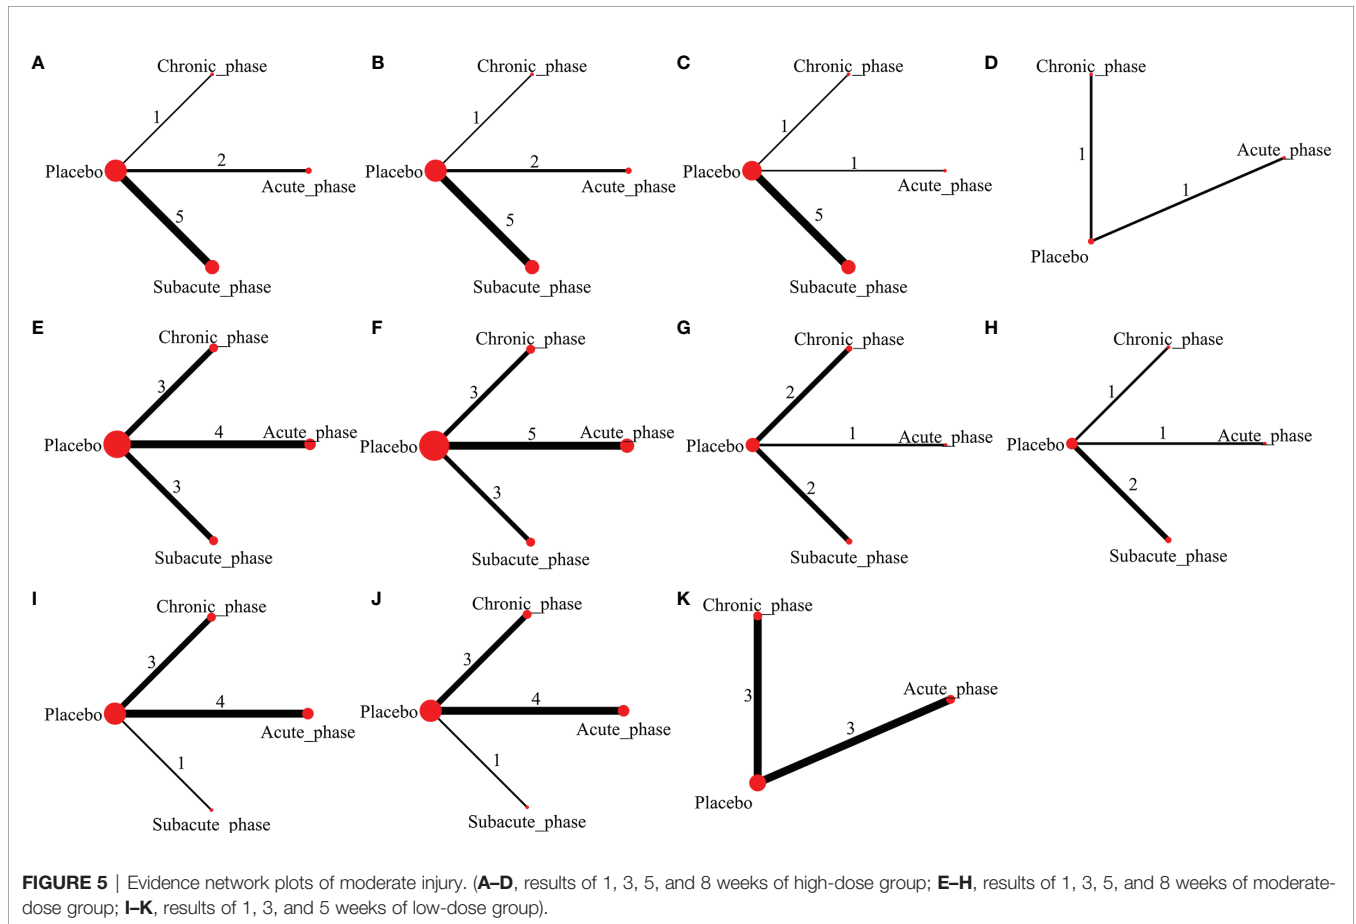 A
Chronic_phase
1
Placebo
2
Acute_phase
5
Subacute_phase
B
Chronic_phase
1
Placebo
2
Acute_phase
5
Subacute_phase
C
Chronic_phase
1
Placebo
1
Acute_phase
5
Subacute_phase
D
Chronic_phase
1
Acute_phase
1
Placebo
E
Chronic_phase
3
Placebo
4
Acute_phase
3
Subacute_phase
F
Chronic_phase
3
Placebo
5
Acute_phase
3
Subacute_phase
G
Chronic_phase
2
Placebo
1
Acute_phase
2
Subacute_phase
H
Chronic_phase
1
Placebo
1
Acute_phase
2
Subacute_phase
I
Chronic_phase
3
Placebo
4
Acute_phase
1
Subacute_phase
J
Chronic_phase
3
Placebo
4
Acute_phase
1
Subacute_phase
K
Chronic_phase
3
Acute_phase
3
Placebo
FIGURE 5 | Evidence network plots of moderate injury. (A–D, results of 1, 3, 5, and 8 weeks of high-dose group; E–H, results of 1, 3, 5, and 8 weeks of moderate-
dose group; I–K, results of 1, 3, and 5 weeks of low-dose group).